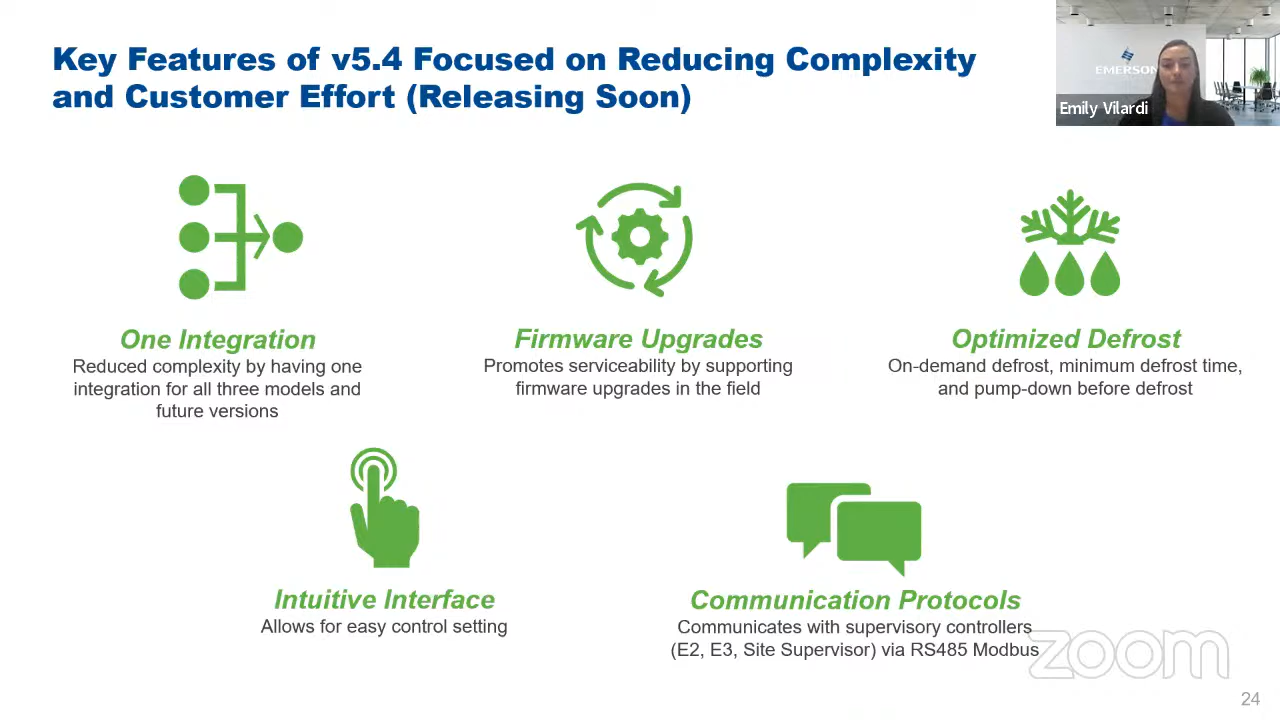 Key Features of v5.4 Focused on Reducing Complexity
and Customer Effort (Releasing Soon)
EMERSON
Emily Vilardi
One Integration
Reduced complexity by having one
integration for all three models and
future versions
Firmware Upgrades
Promotes serviceability by supporting
firmware upgrades in the field
Optimized Defrost
On-demand defrost, minimum defrost time,
and pump-down before defrost
Intuitive Interface
Allows for easy control setting
Communication Protocols
Communicates with supervisory controllers
(E2, E3, Site Supervisor) via RS485 Modbus
zoom
24